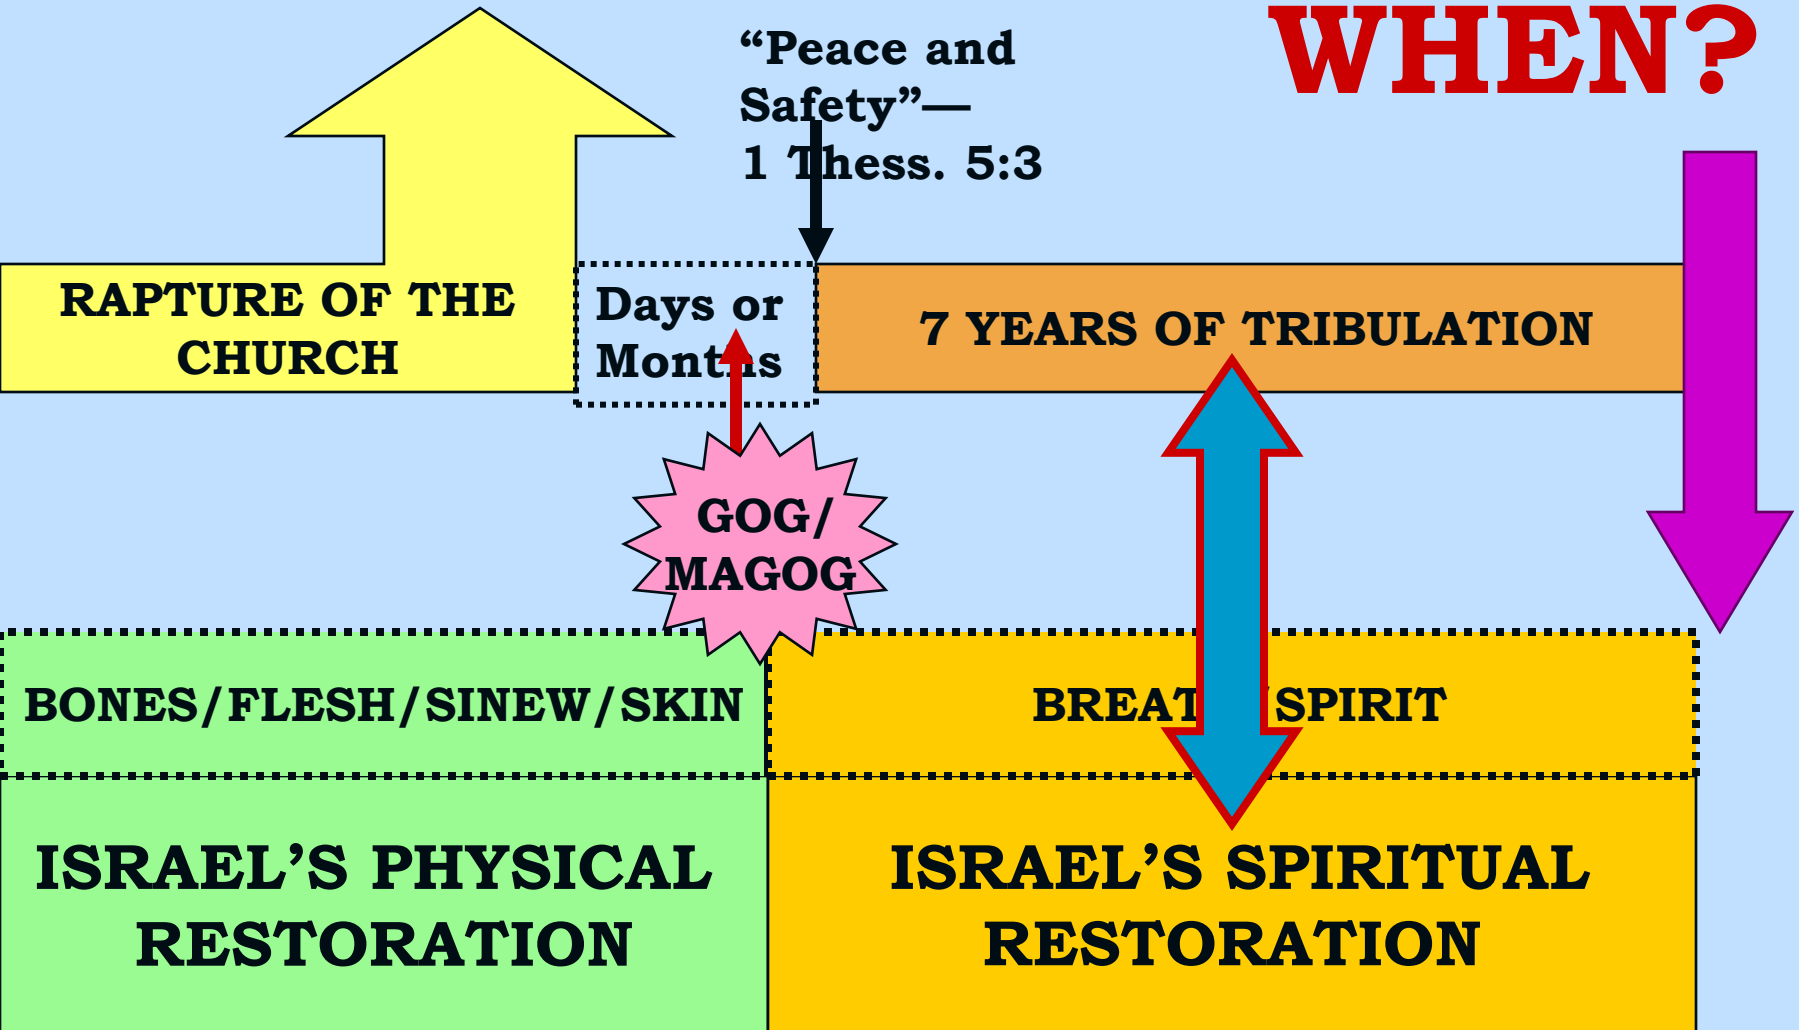 WHEN?
“Peace and
Safety”—
1 Thess. 5:3
RAPTURE OF THE
CHURCH
Days or
Months
7 YEARS OF TRIBULATION
GOG/
MAGOG
BONES/FLESH/SINEW/SKIN
BREATH/SPIRIT
ISRAEL’S PHYSICAL
RESTORATION
ISRAEL’S SPIRITUAL
RESTORATION